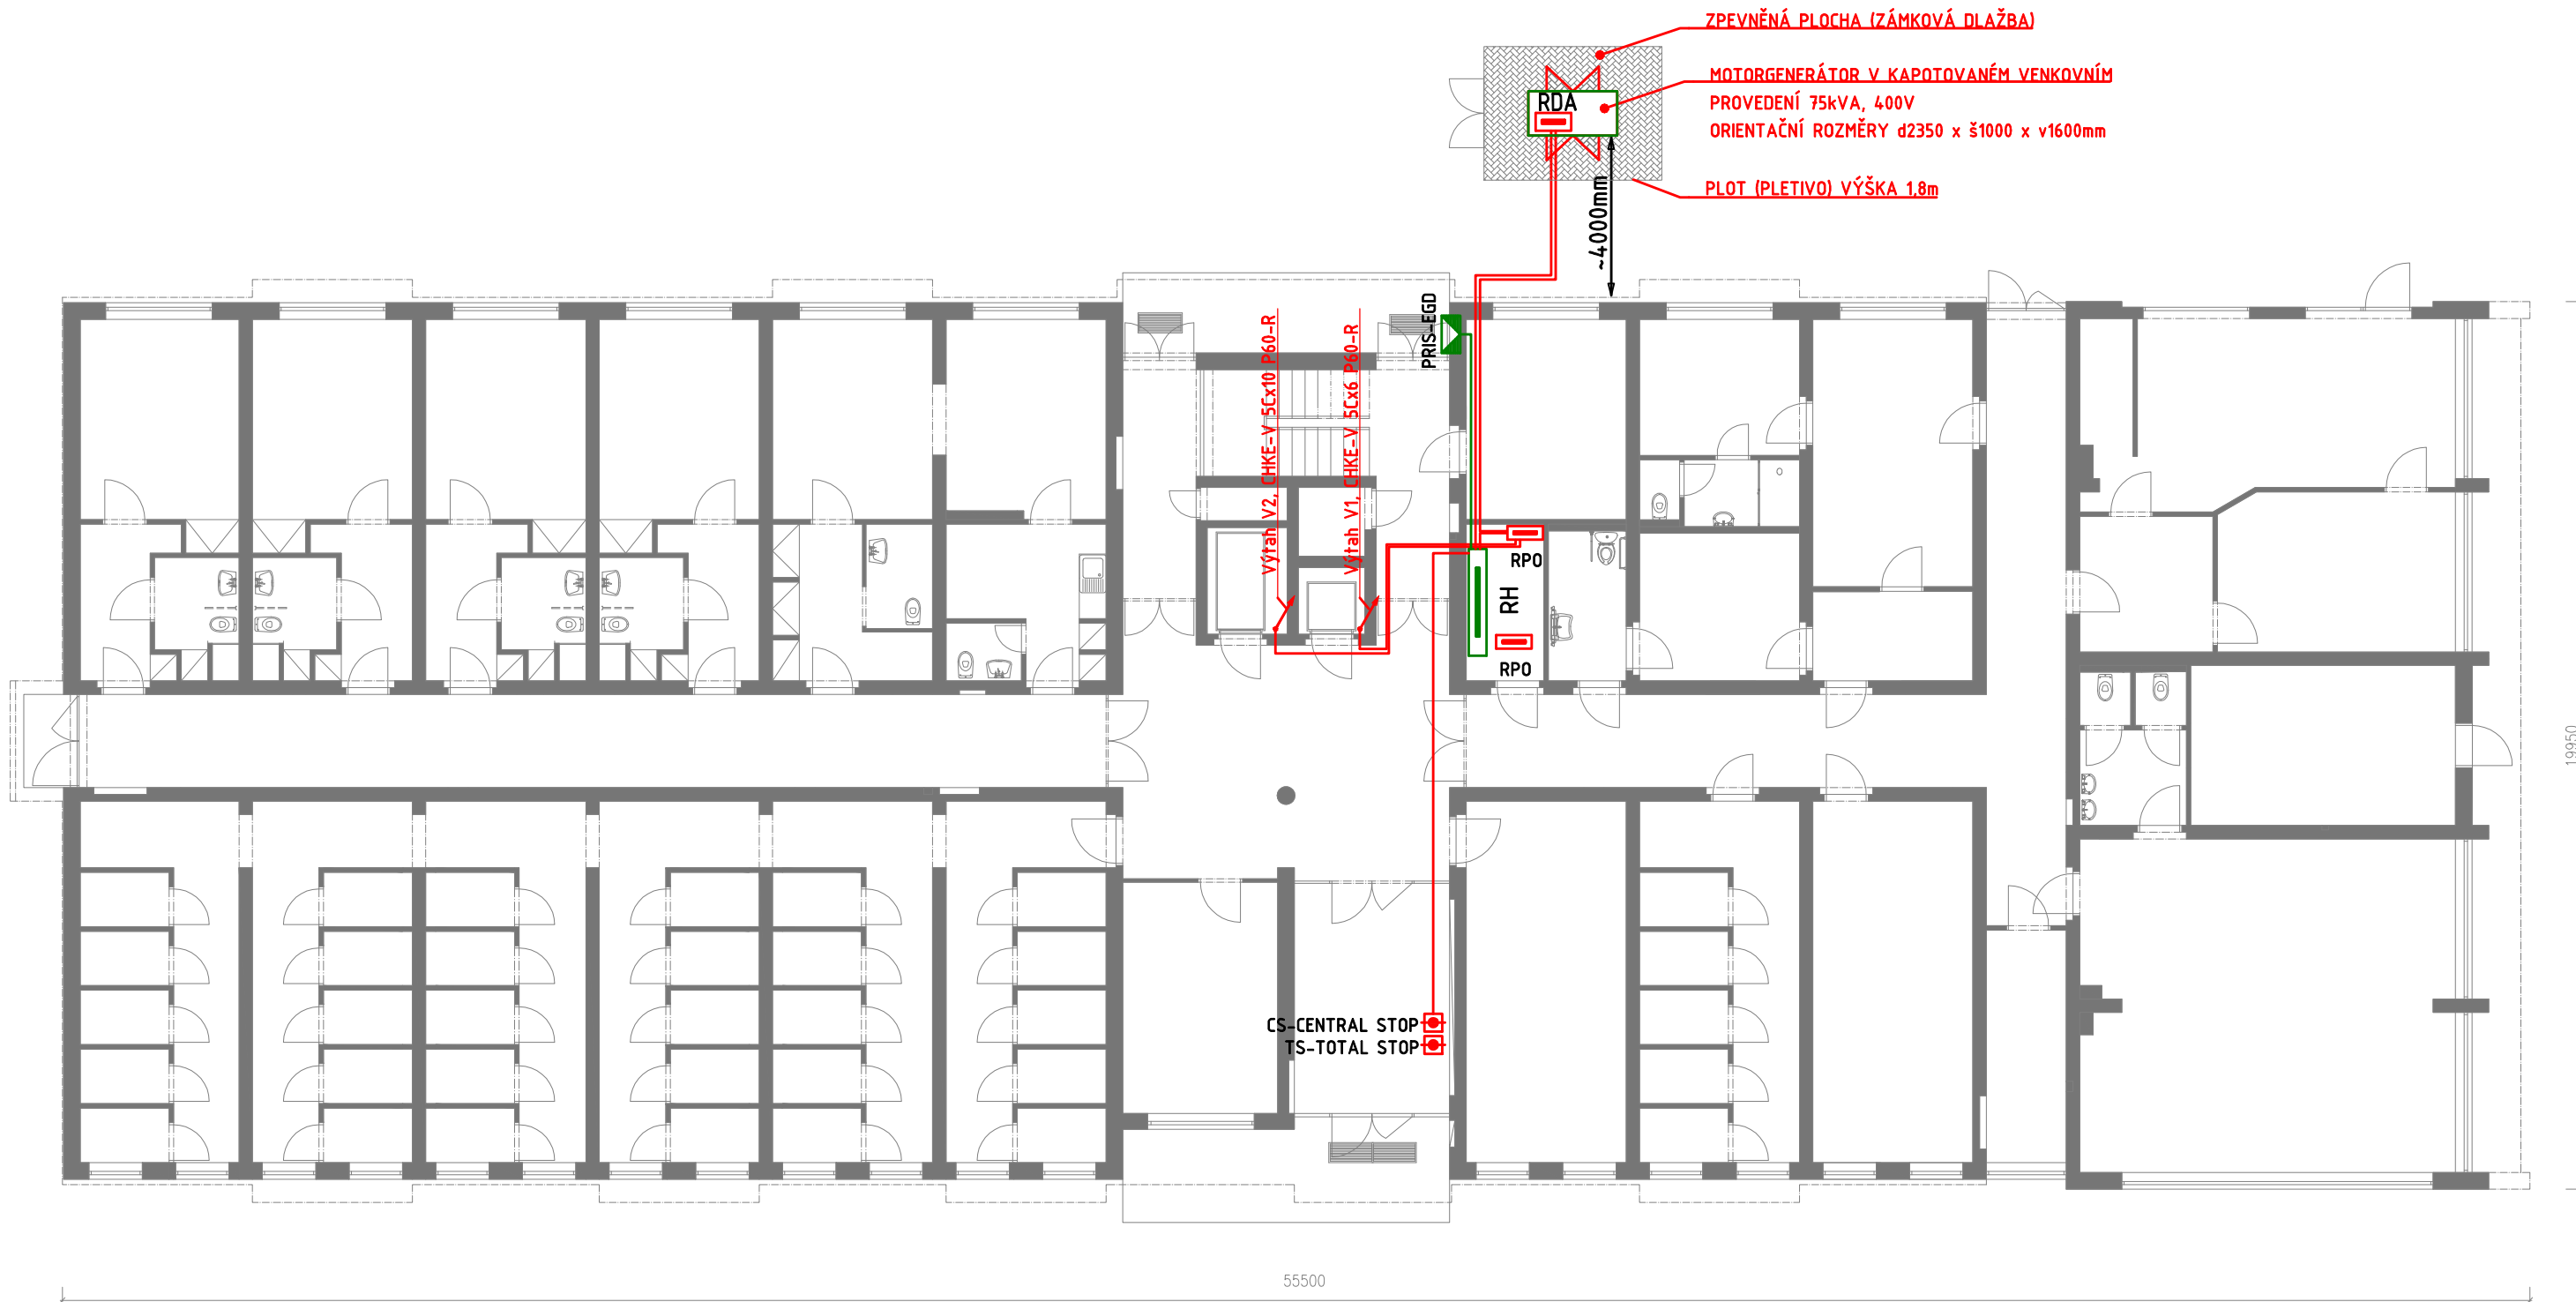 ZPEVNĚNÁ PLOCHA (ZÁMKOVÁ DLAŽBA)
MOTORGENERÁTOR V KAPOTOVANÉM VENKOVNÍM
PROVEDENÍ 75kVA, 400V
ORIENTAČNÍ ROZMĚRY d2350 x š1000 x v1600mm
RDA
PLOT (PLETIVO) VÝŠKA 1,8m
~4000mm
PRIS-EGD
Výtah V2, CHKE-V 5Cx10 P60-R
Výtah V1, CHKE-V 5Cx6 P60-R
RPO
RH
RPO
19950
CS-CENTRAL STOP
TS-TOTAL STOP
55500